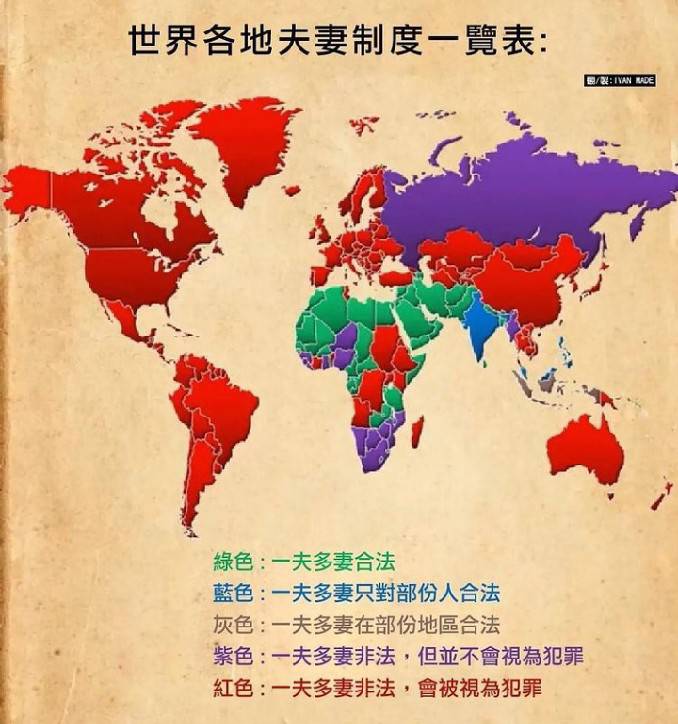 世界各地夫妻制度一覽表:
圖/製:IVAN WADE
綠色:一夫多妻合法
藍色:一夫多妻只對部份人合法
灰色:一夫多妻在部份地區合法
紫色:一夫多妻非法，但並不會視為犯罪
紅色:一夫多妻非法，會被視為犯罪